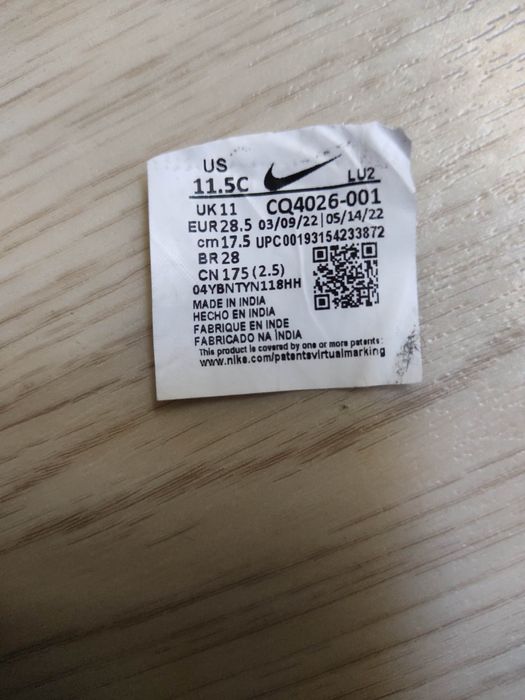 US
11.5C LU2
UK 11 CQ4026-001
EUR 28.5 03/09/22 | 05/14/22
cm 17.5 UPC00193154233872
BR 28
CN 175 (2.5)
04YBNTYN118HH
MADE IN INDIA
HECHO EN INDIA
FABRIQUE EN INDE
FABRICADO NA ÍNDIA
This product is covered by one or more patents:
www.nike.com/patentsvirtualmarking